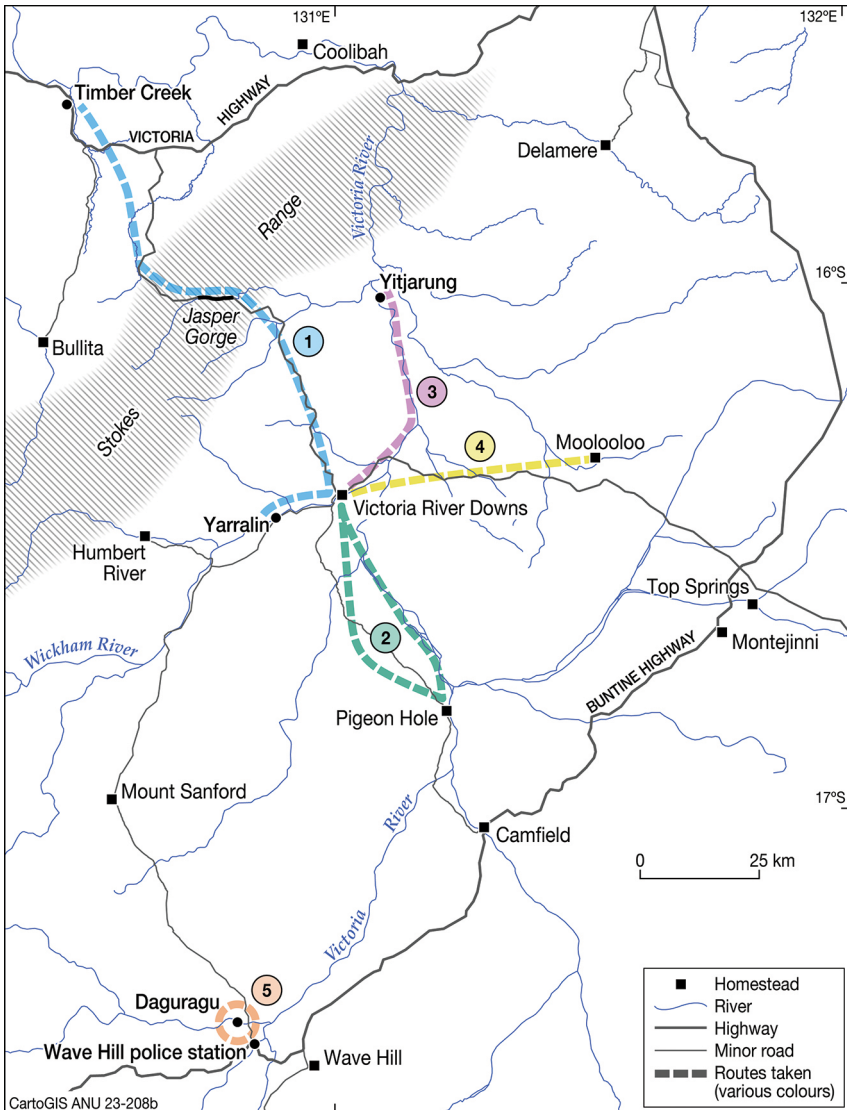 131°E
132°E
Coolibah
Timber Creek
HIGHWAY
VICTORIA
Delamere
Victoria River
Range
16°S
Yitjarung
Jasper
Gorge
1
Bullita
3
Stokes
4
Moolooloo
Victoria River Downs
Yarralin
Humbert
River
Top Springs
2
Montejinni
Wickham River
BUNTINE HIGHWAY
Pigeon Hole
Mount Sanford
17°S
River
Camfield
0 25 km
Victoria
5
Daguragu
Wave Hill police station
Wave Hill
Homestead
River
Highway
Minor road
Routes taken
(various colours)
CartoGIS ANU 23-208b